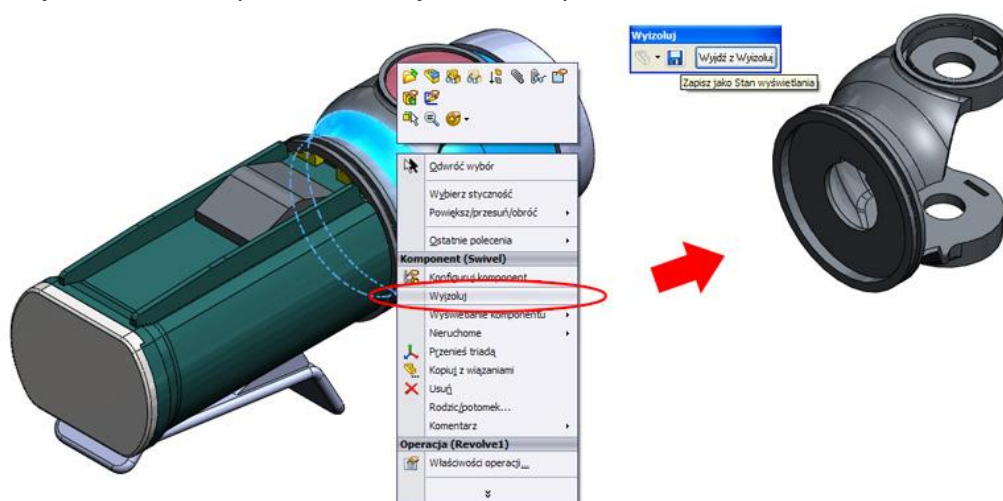 Wyizoluj
Wyjdź z Wyizoluj
Zapisz jako Stan wyświetlania
Odwróć wybór
Wybierz styczność
Powiększ/przesuń/obróć
Ostatnie polecenia
Komponent (Swivel)
Konfiguruj komponent
Wyizoluj
Wyświetlanie komponentu
Nieruchome
Przenieś triadą
Kopiuj z wiązaniami
Usuń
Rodzic/potomek...
Komentarz
Operacja (Revolve1)
Właściwości operacji...